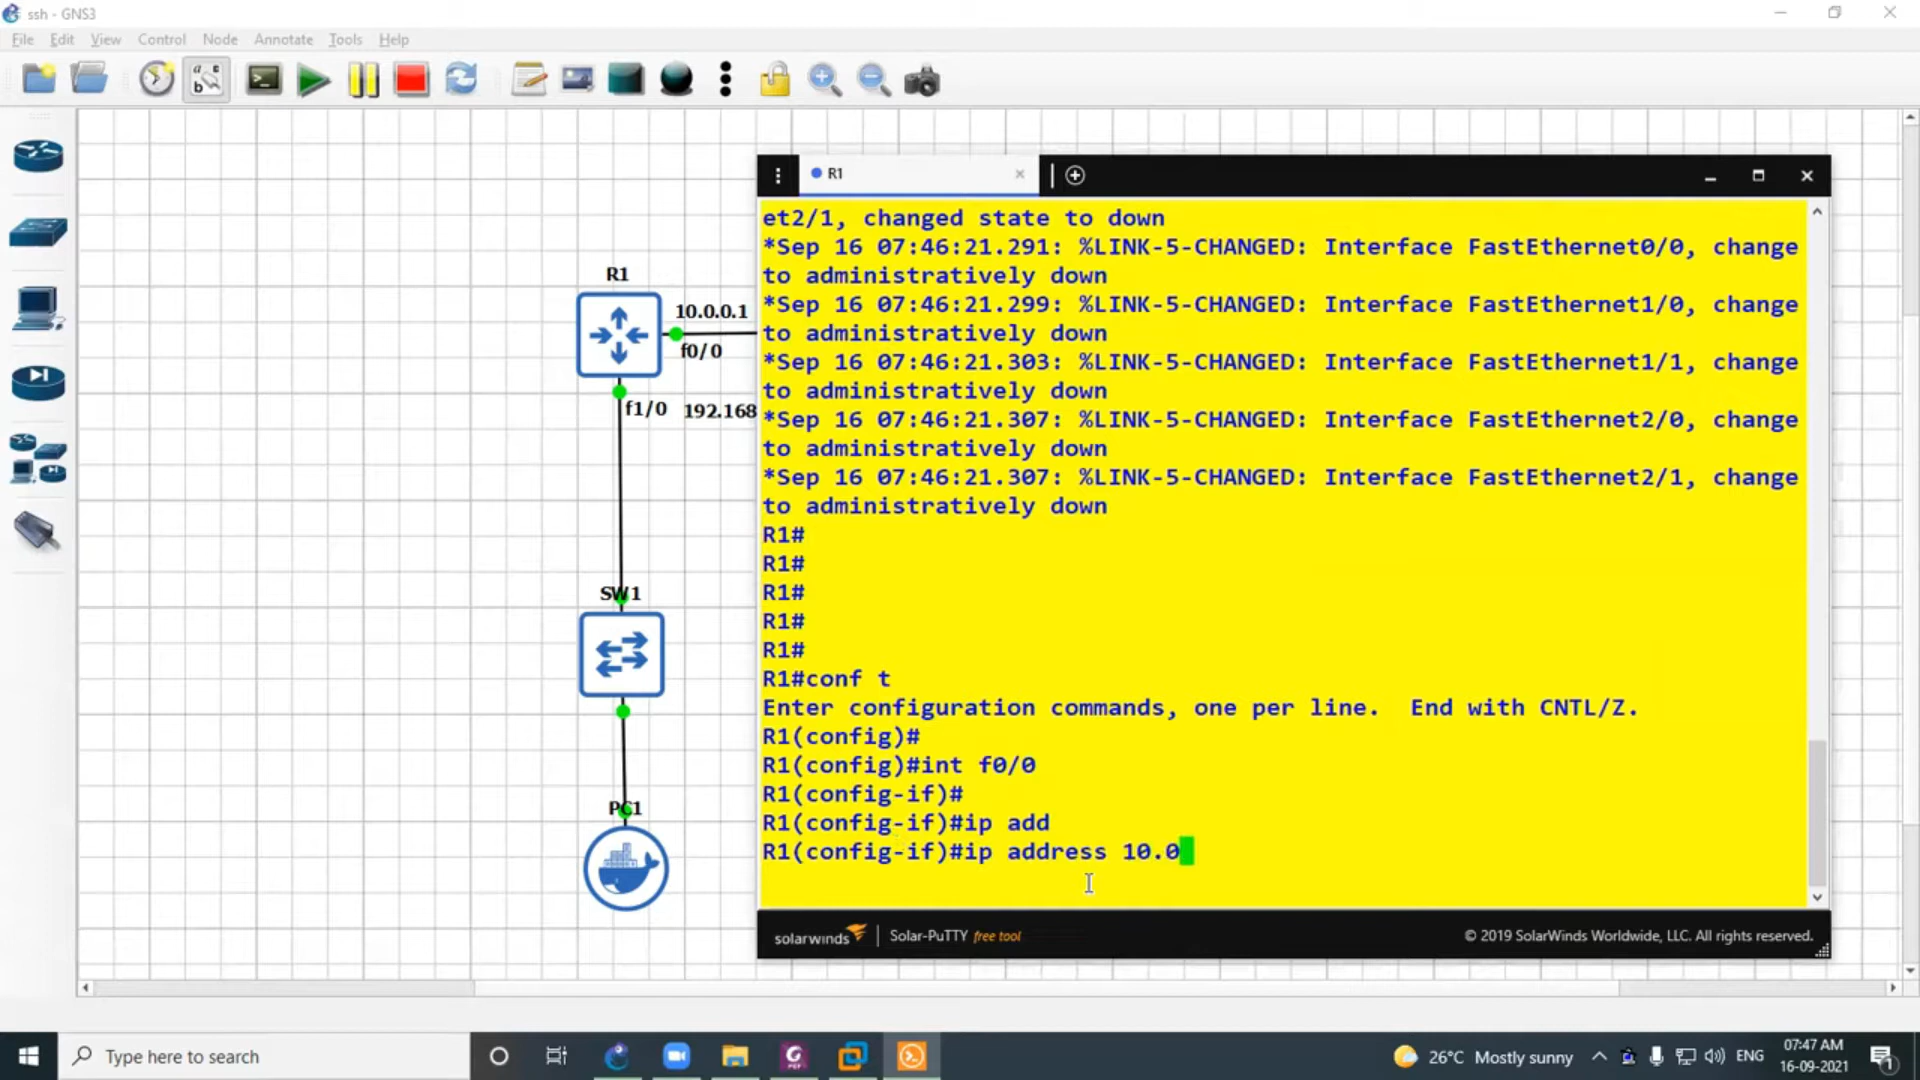 ssh - GNS3
File Edit View Control Node Annotate Tools Help
R1
et2/1, changed state to down
*Sep 16 07:46:21.291: %LINK-5-CHANGED: Interface FastEthernet0/0, change
to administratively down
*Sep 16 07:46:21.299: %LINK-5-CHANGED: Interface FastEthernet1/0, change
to administratively down
*Sep 16 07:46:21.303: %LINK-5-CHANGED: Interface FastEthernet1/1, change
to administratively down
*Sep 16 07:46:21.307: %LINK-5-CHANGED: Interface FastEthernet2/0, change
to administratively down
*Sep 16 07:46:21.307: %LINK-5-CHANGED: Interface FastEthernet2/1, change
to administratively down
R1#
R1#
R1#
R1#
R1#
R1#conf t
Enter configuration commands, one per line.  End with CNTL/Z.
R1(config)#
R1(config)#int f0/0
R1(config-if)#
R1(config-if)#ip add
R1(config-if)#ip address 10.0
solarwinds Solar-PuTTY free tool © 2019 SolarWinds Worldwide, LLC. All rights reserved.
R1
10.0.0.1
f0/0
f1/0 192.168
SW1
PC1
Type here to search
26°C Mostly sunny ENG 07:47 AM
16-09-2021